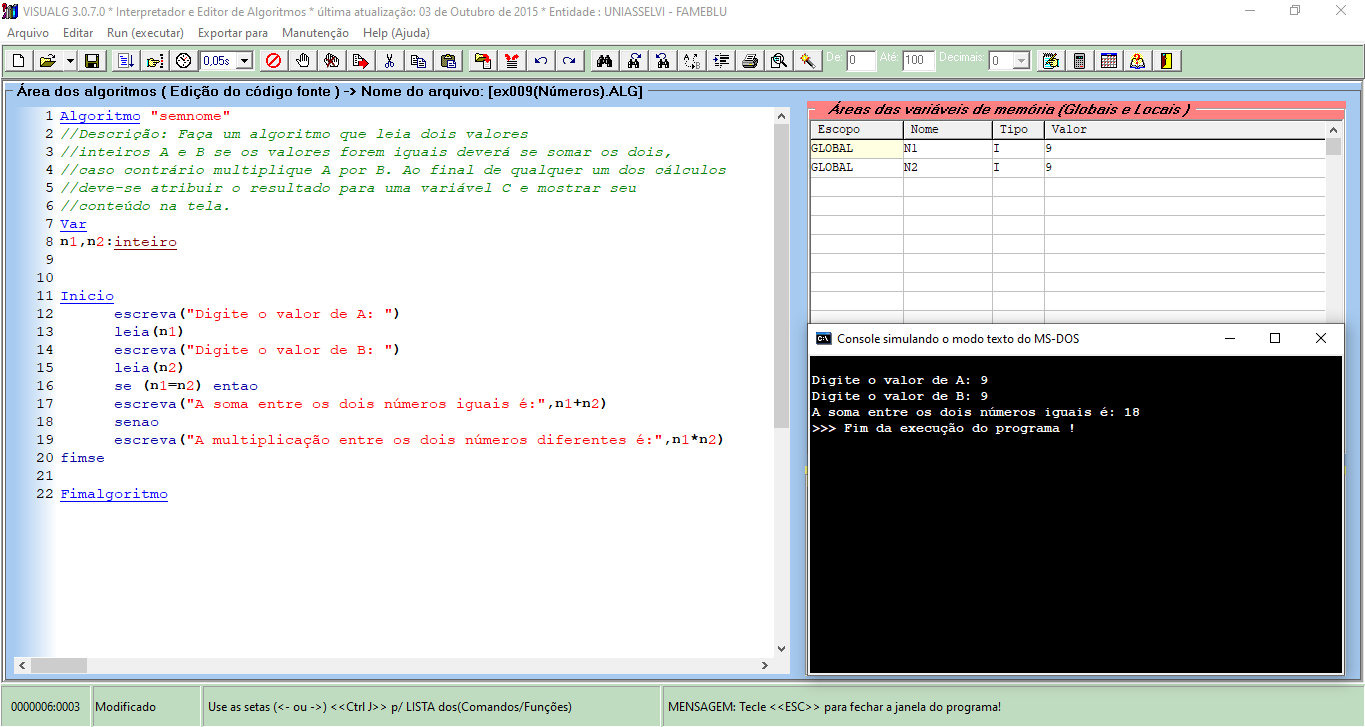 VISUALG 3.0.7.0 * Interpretador e Editor de Algoritmos * última atualização: 03 de Outubro de 2015 * Entidade : UNIASSELVI - FAMEBLU
Arquivo Editar Run (executar) Exportar para Manutenção Help (Ajuda)
0,05s De: 0 Até: 100 Decimais: 0
Área dos algoritmos ( Edição do código fonte ) -> Nome do arquivo: [ex009(Números).ALG]
1 Algoritmo "semnome"
2 //Descrição: Faça um algoritmo que leia dois valores
3 //inteiros A e B se os valores forem iguais deverá se somar os dois,
4 //caso contrário multiplique A por B. Ao final de qualquer um dos cálculos
5 //deve-se atribuir o resultado para uma variável C e mostrar seu
6 //conteúdo na tela.
7 Var
8 n1,n2:inteiro
9
10
11 Inicio
12 escreva("Digite o valor de A: ")
13 leia(n1)
14 escreva("Digite o valor de B: ")
15 leia(n2)
16 se (n1=n2) entao
17 escreva("A soma entre os dois números iguais é:",n1+n2)
18 senao
19 escreva("A multiplicação entre os dois números diferentes é:",n1*n2)
20 fimse
21
22 Fimalgoritmo
Áreas das variáveis de memória (Globais e Locais )
Escopo Nome Tipo Valor
GLOBAL N1 I 9
GLOBAL N2 I 9
Console simulando o modo texto do MS-DOS
Digite o valor de A: 9
Digite o valor de B: 9
A soma entre os dois números iguais é: 18
>>> Fim da execução do programa !
0000006:0003 Modificado Use as setas (<- ou ->) <<Ctrl J>> p/ LISTA dos(Comandos/Funções) MENSAGEM: Tecle <<ESC>> para fechar a janela do programa!